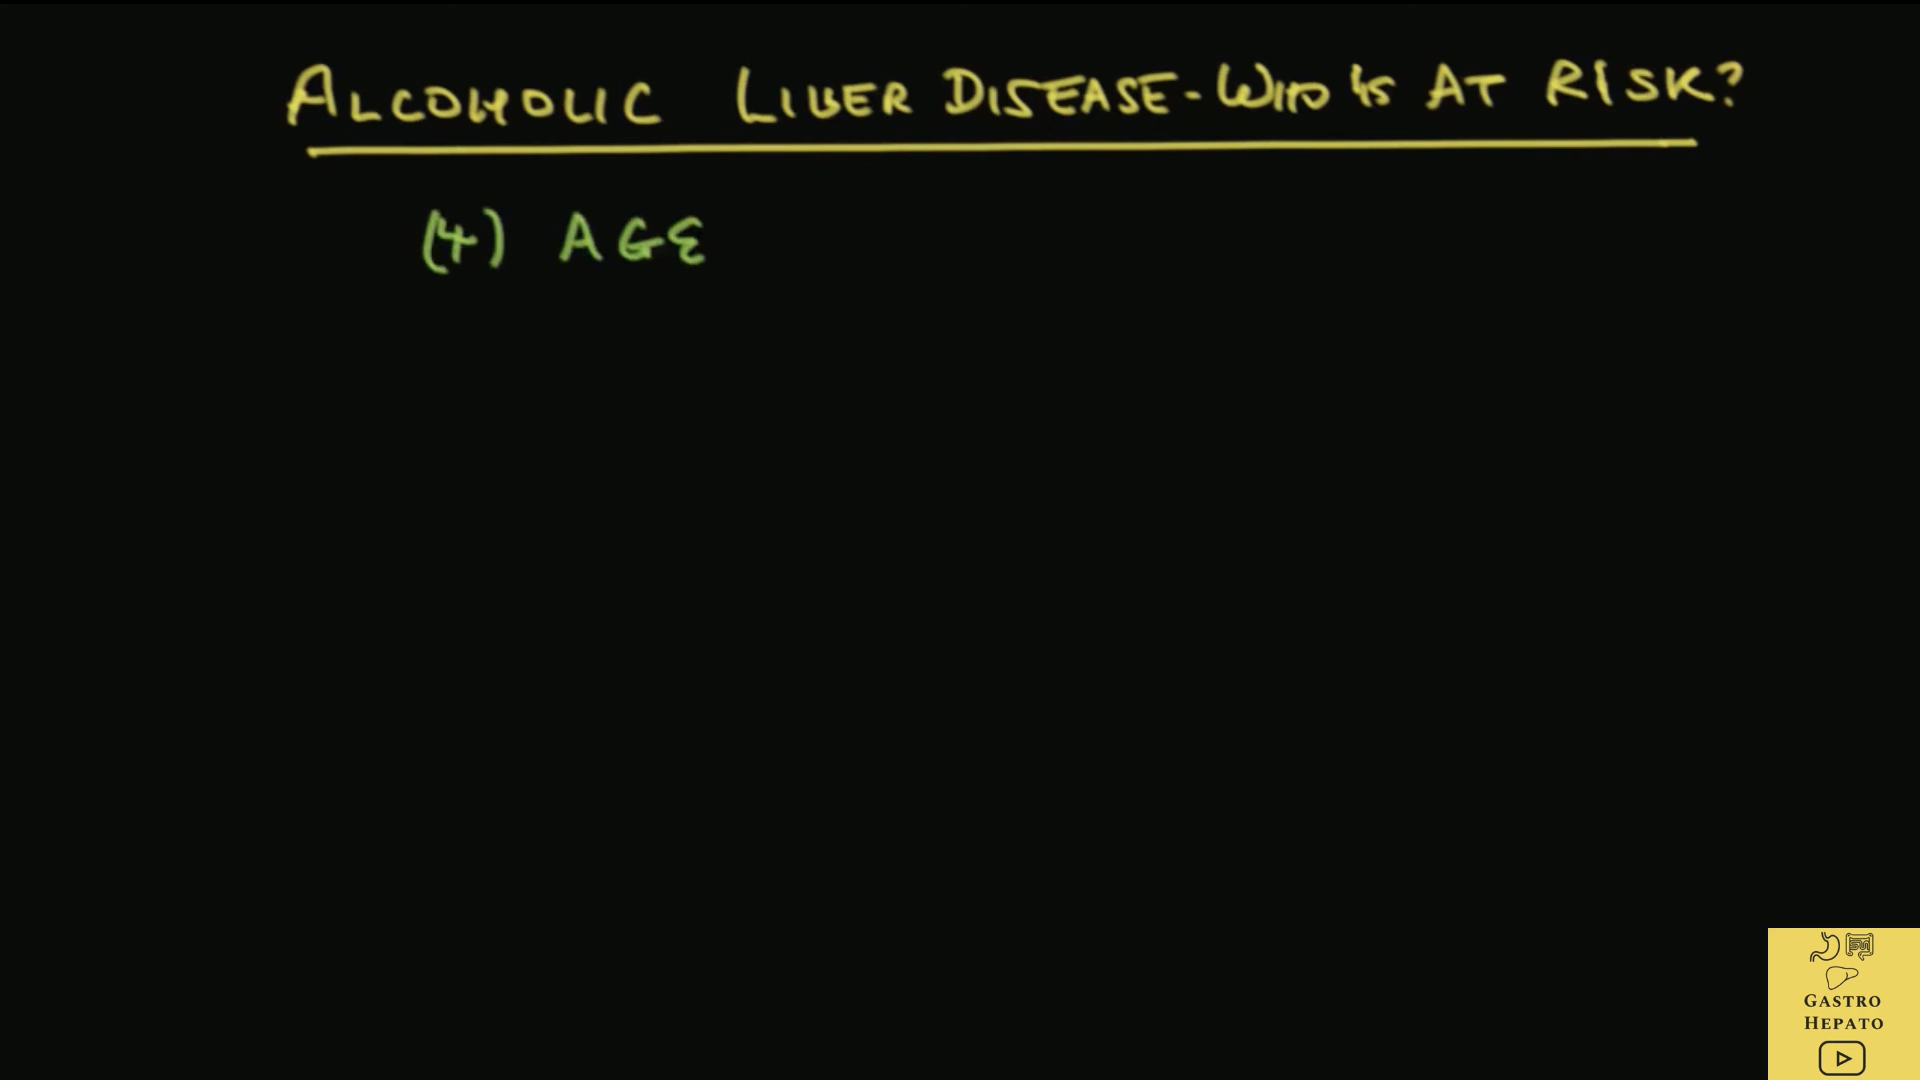 ALCOHOLIC LIVER DISEASE - WHO IS AT RISK?
(4) AGE
GASTRO
HEPATO